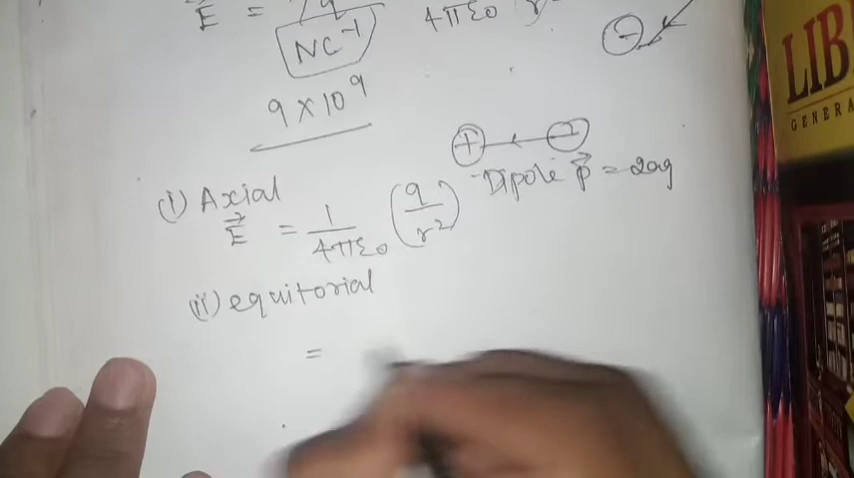 E⃗ = 
NC⁻¹
4πε₀
9 × 10⁹
+ −
(i) Axial
Dipole p⃗ = 2aq
E⃗ = 1/4πε₀ (q/r²)
(ii) equitorial
=
LIB
GENERA